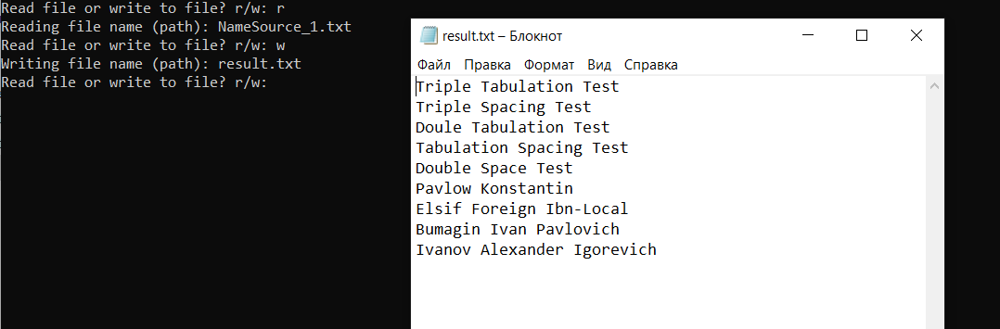 Read file or write to file? r/w: r
Reading file name (path): NameSource_1.txt
Read file or write to file? r/w: w
Writing file name (path): result.txt
Read file or write to file? r/w:
result.txt – Блокнот
Файл Правка Формат Вид Справка
Triple Tabulation Test
Triple Spacing Test
Doule Tabulation Test
Tabulation Spacing Test
Double Space Test
Pavlow Konstantin
Elsif Foreign Ibn-Local
Bumagin Ivan Pavlovich
Ivanov Alexander Igorevich